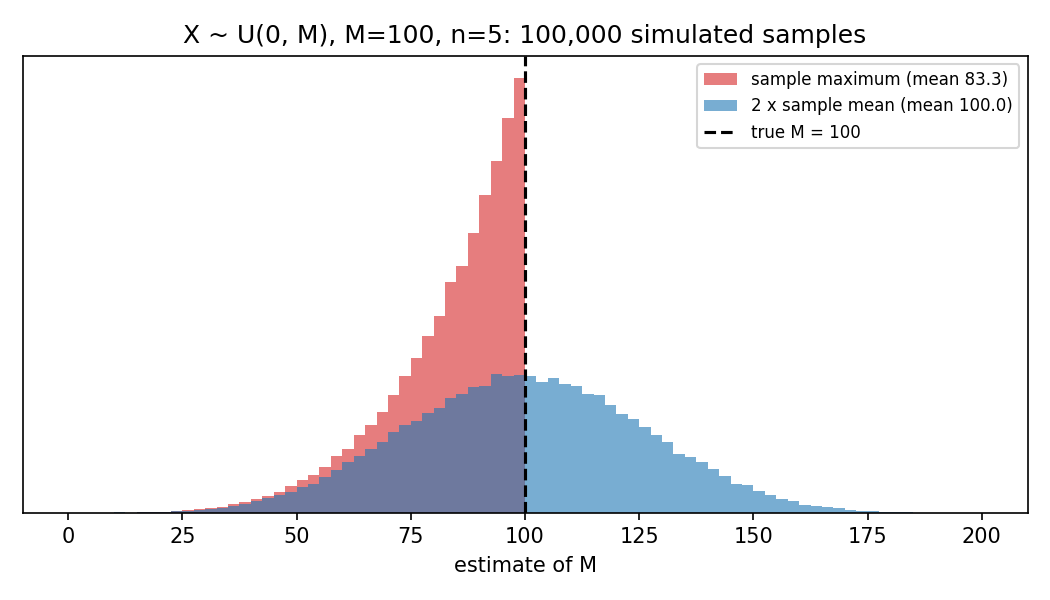 X ~ U(0, M), M=100, n=5: 100,000 simulated samples
sample maximum (mean 83.3)
2 x sample mean (mean 100.0)
true M = 100
0 25 50 75 100 125 150 175 200
estimate of M